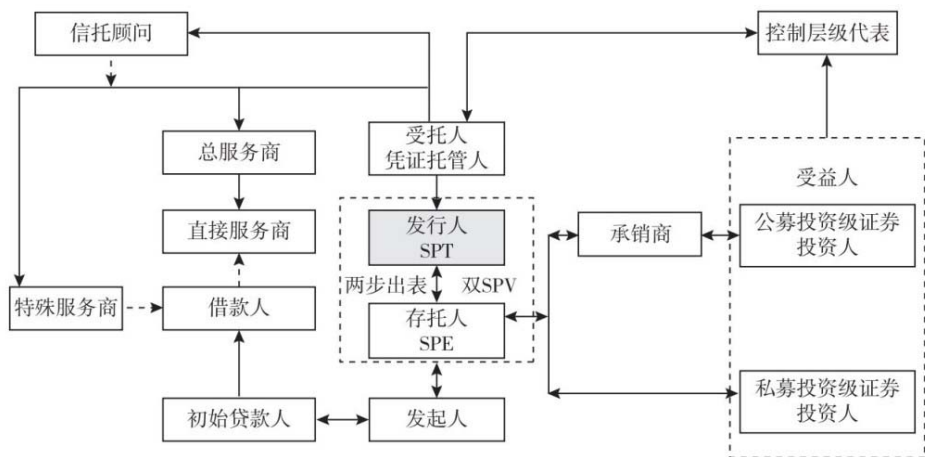 信托顾问
控制层级代表
总服务商
受托人
凭证托管人
受益人
直接服务商
发行人
SPT
承销商
公募投资级证券
投资人
两步出表 双SPV
特殊服务商
借款人
存托人
SPE
初始贷款人
发起人
私募投资级证券
投资人